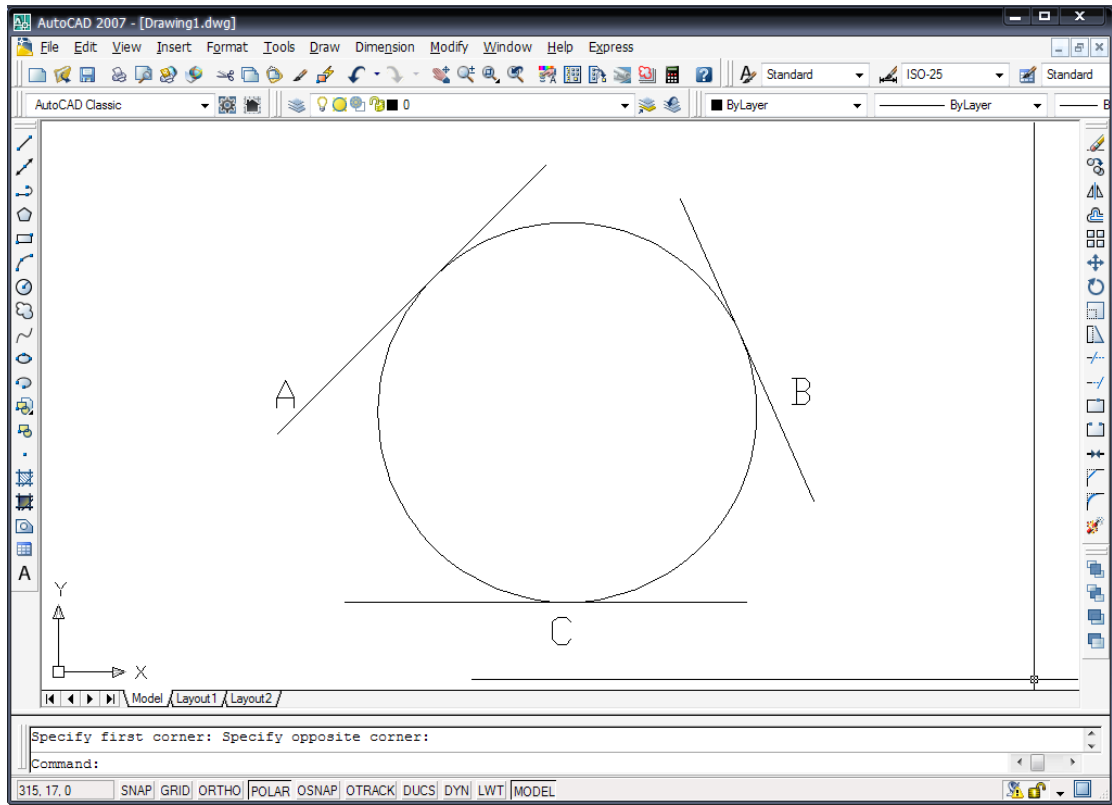 AutoCAD 2007 - [Drawing1.dwg]
File Edit View Insert Format Tools Draw Dimension Modify Window Help Express
Standard ISO-25 Standard
AutoCAD Classic 0 ByLayer ByLayer B
A
B
C
Y
X
A
Model Layout1 Layout2
Specify first corner: Specify opposite corner:
Command:
315, 17, 0 SNAP GRID ORTHO POLAR OSNAP OTRACK DUCS DYN LWT MODEL